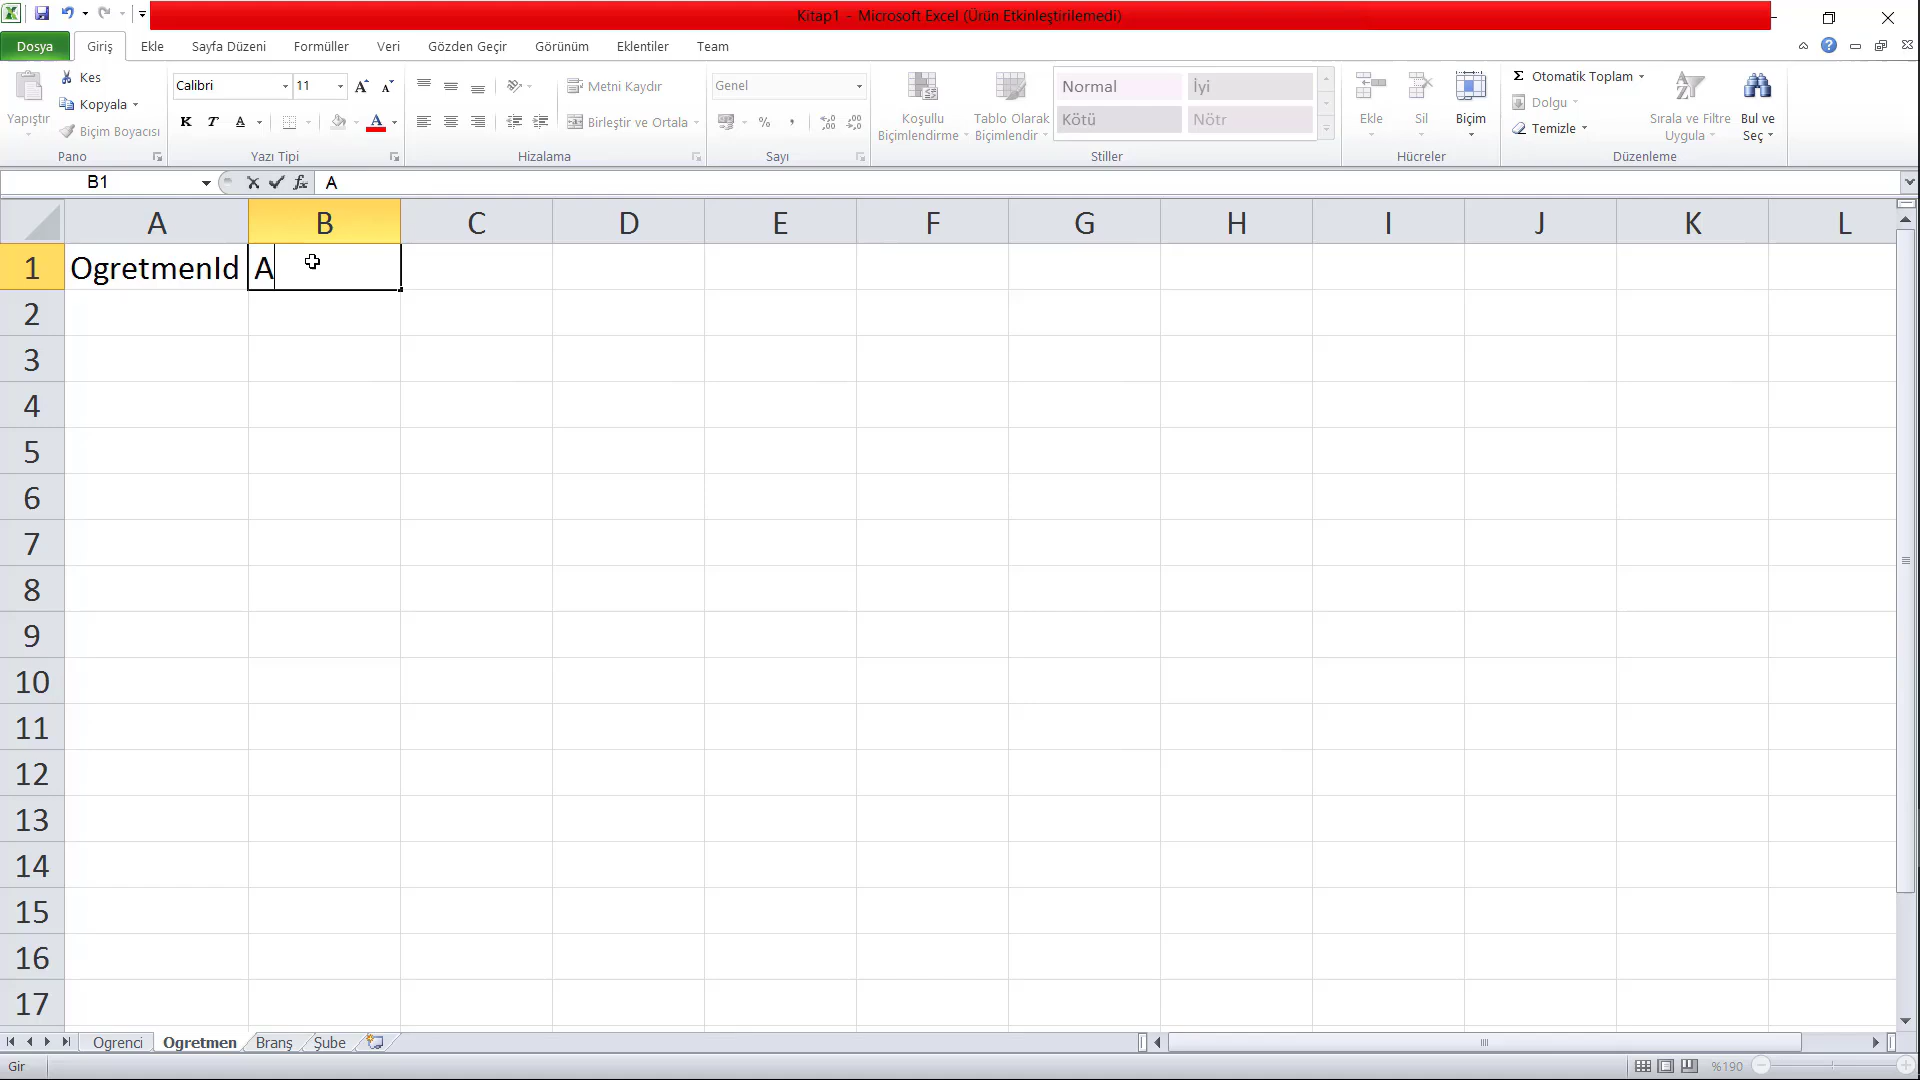 Kitap1 - Microsoft Excel (Ürün Etkinleştirilemedi)
Dosya Giriş Ekle Sayfa Düzeni Formüller Veri Gözden Geçir Görünüm Eklentiler Team
Yapıştır
Kes
Kopyala
Biçim Boyacısı
Pano
Calibri 11
K T A
Yazı Tipi
Metni Kaydır
Birleştir ve Ortala
Hizalama
Genel
%
Sayı
Koşullu Biçimlendirme
Tablo Olarak Biçimlendir
Normal İyi
Kötü Nötr
Stiller
Ekle Sil Biçim
Hücreler
Σ Otomatik Toplam
Dolgu
Temizle
Sırala ve Filtre Uygula
Bul ve Seç
Düzenleme
B1 fx A
A B C D E F G H I J K L
1 OgretmenId A
2
3
4
5
6
7
8
9
10
11
12
13
14
15
16
17
Ogrenci Ogretmen Branş Şube
Gir %190